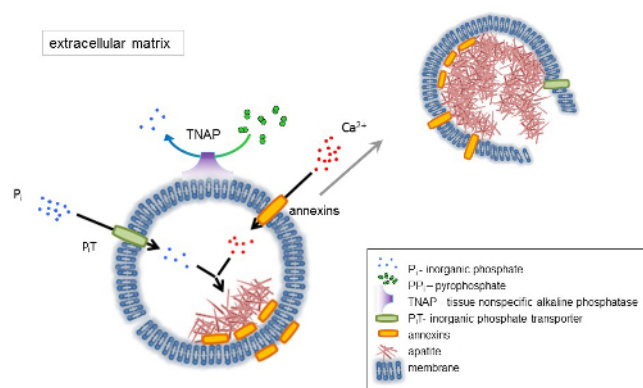 extracellular matrix
TNAP
Ca²⁺
annexins
Pᵢ
PᵢT
Pᵢ - inorganic phosphate
PPᵢ – pyrophosphate
TNAP - tissue nonspecific alkaline phosphatase
PᵢT- inorganic phosphate transporter
annexins
apatite
membrane